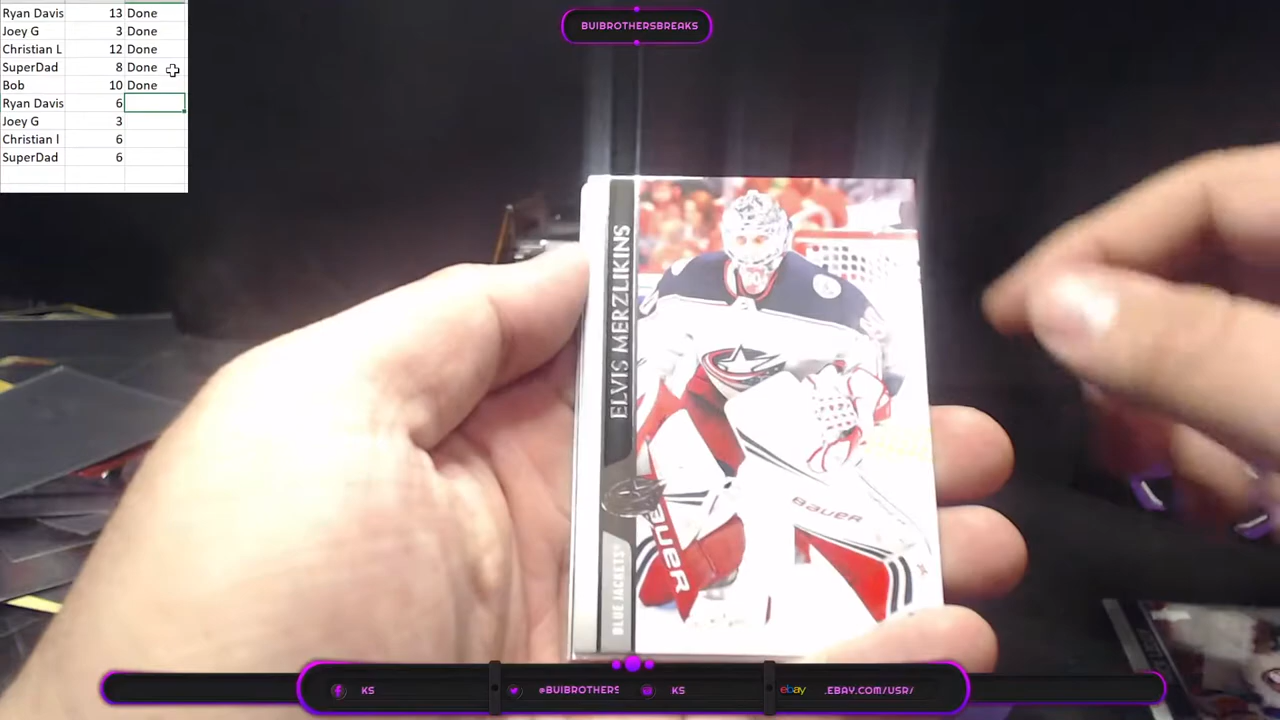 Ryan Davis 13 Done
Joey G 3 Done
Christian L 12 Done
SuperDad 8 Done
Bob 10 Done
Ryan Davis 6
Joey G 3
Christian l 6
SuperDad 6
BUIBROTHERSBREAKS
ELVIS MERZLIKINS
BLUE JACKETS
BAUER
BAUER
KS
@BUIBROTHERS
KS
ebay
.EBAY.COM/USR/